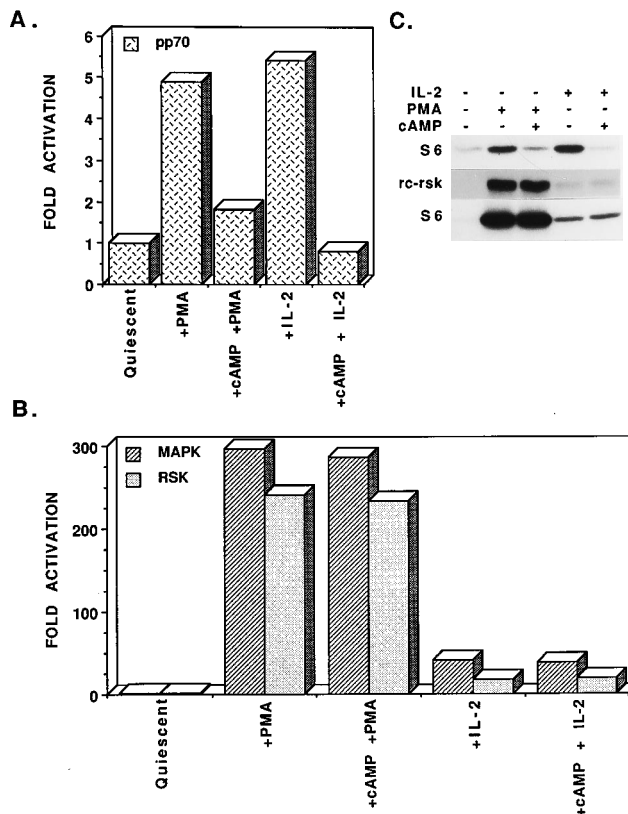 A.
6
5
4
3
2
1
0
FOLD ACTIVATION
pp70
Quiescent
+PMA
+cAMP +PMA
+IL-2
+cAMP + IL-2
C.
IL-2 - - - + +
PMA - + + - -
cAMP - - + - +
S6
rc-rsk
S6
B.
300
200
100
0
FOLD ACTIVATION
MAPK
RSK
Quiescent
+PMA
+cAMP +PMA
+IL-2
+cAMP + IL-2